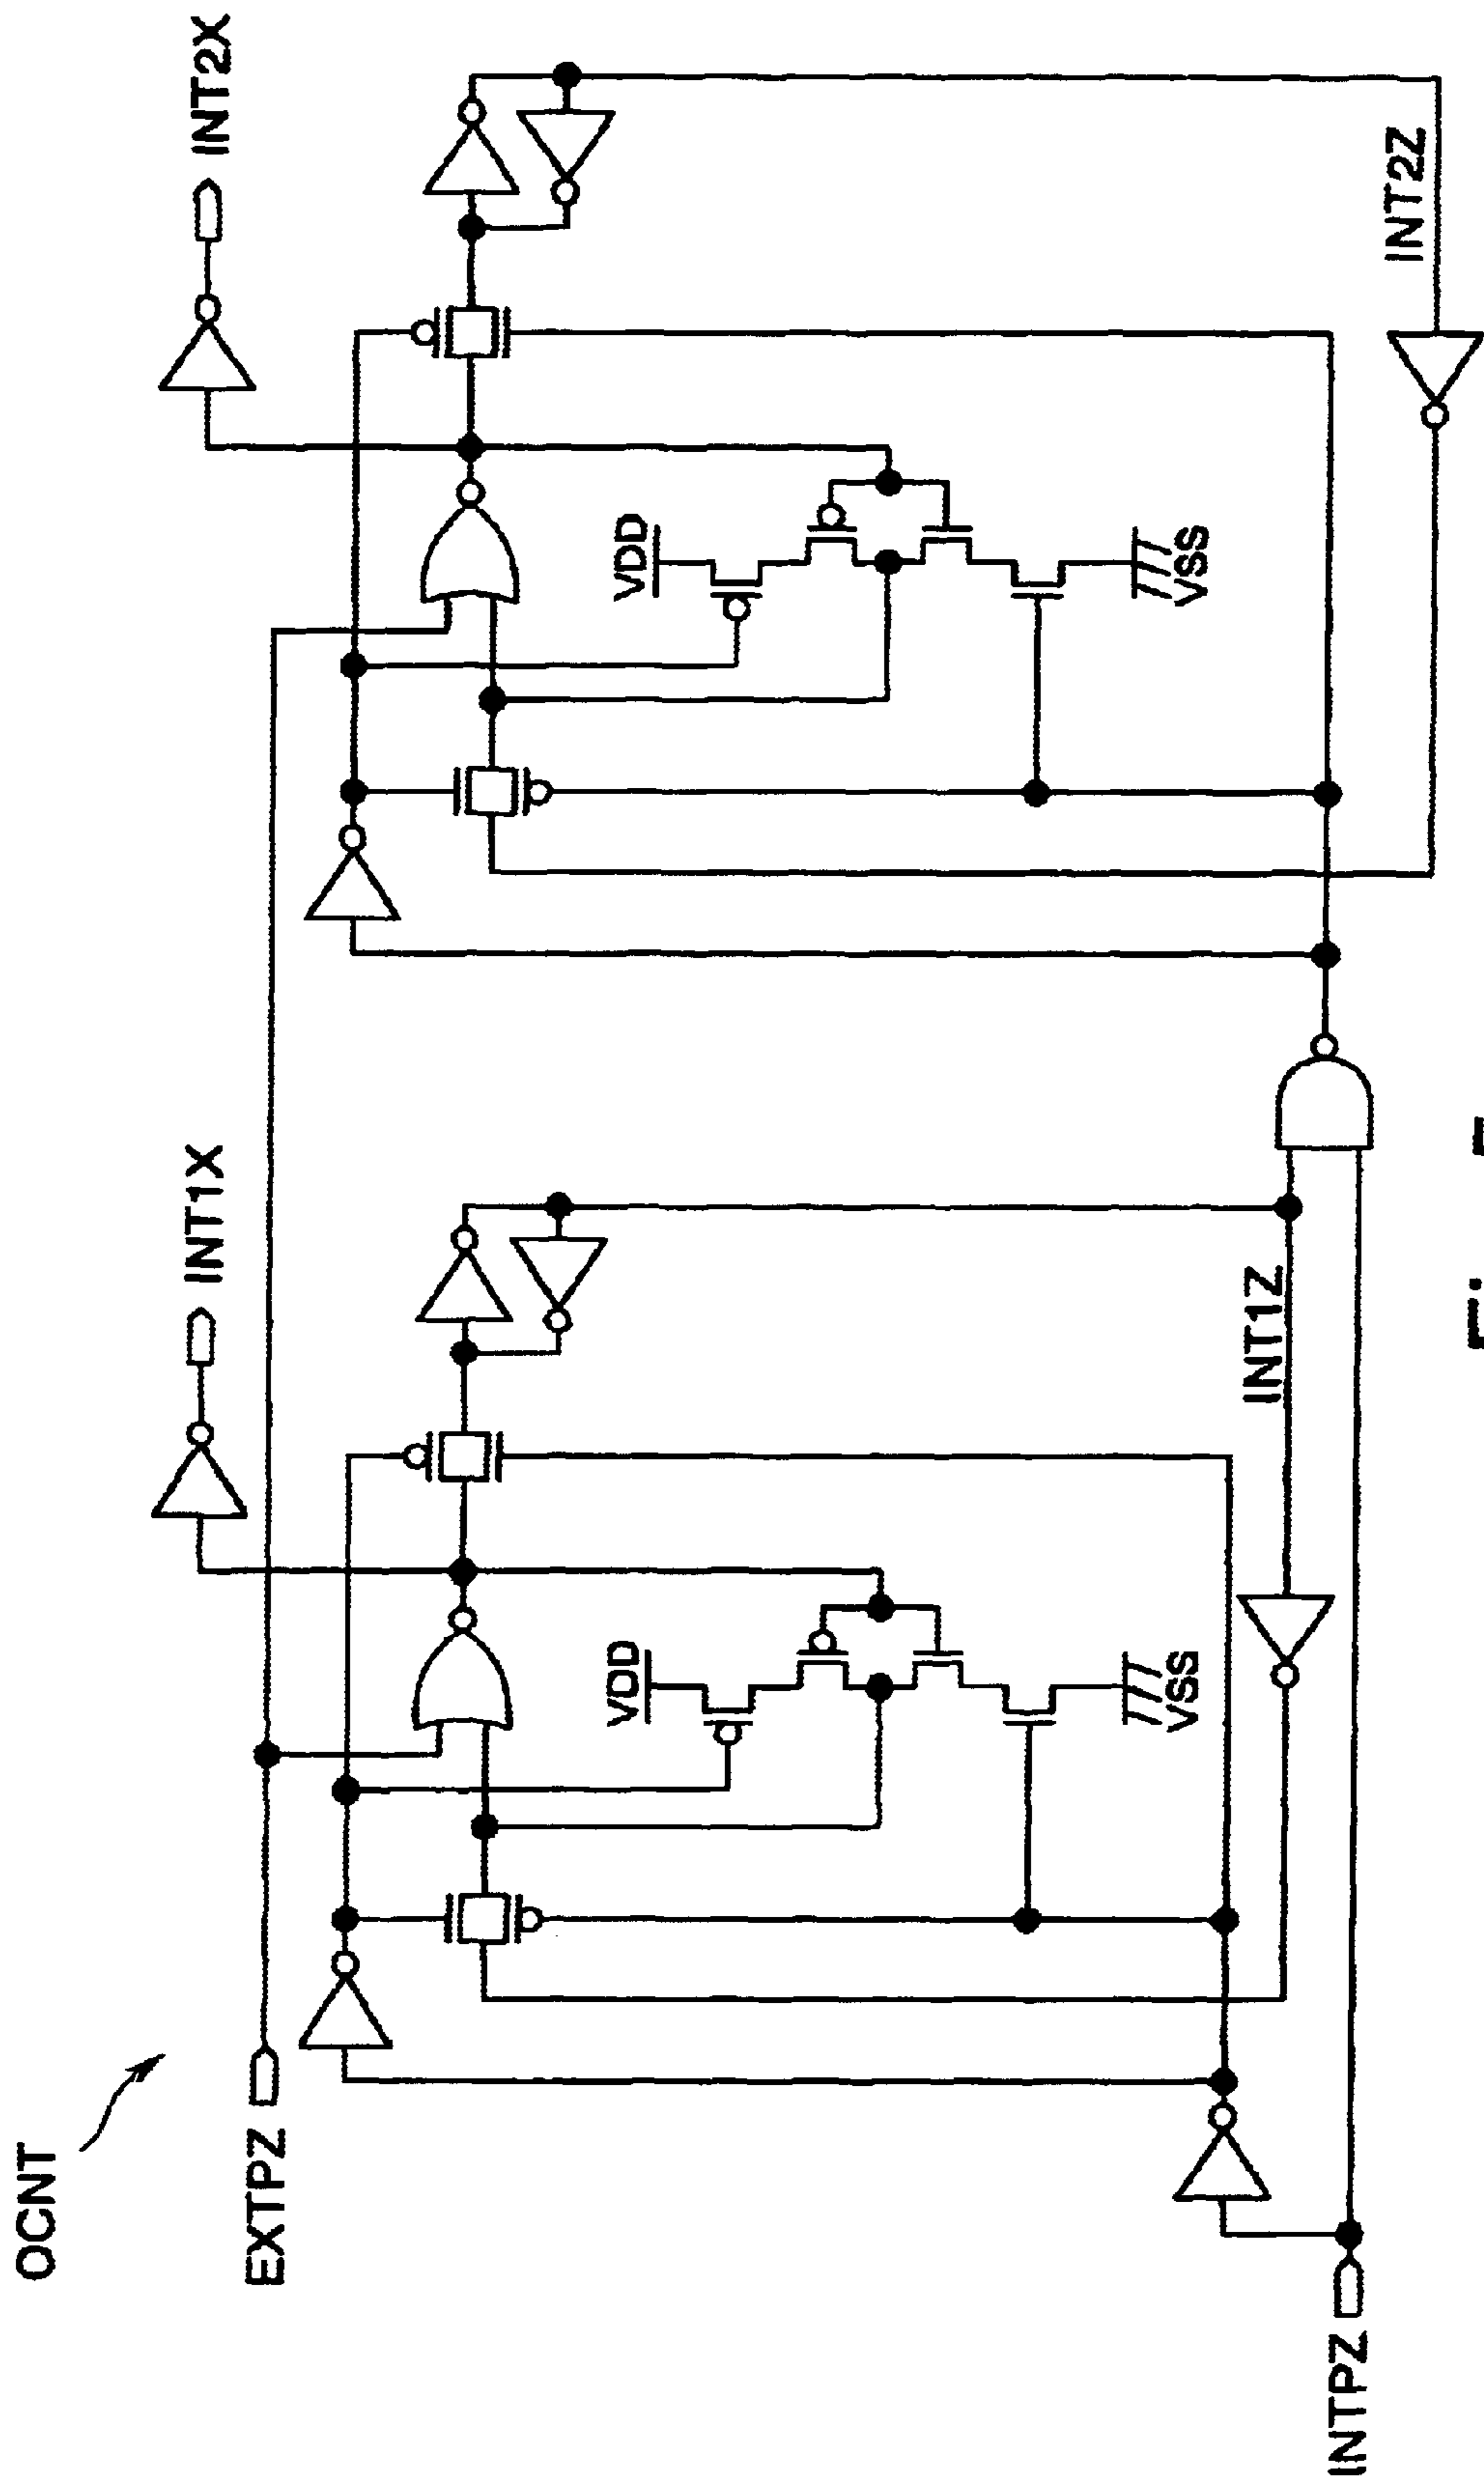 OCNT
EXTPZ
INT1X
INT2X
VDD
VSS
VDD
VSS
INT1Z
INT2Z
INTPZ